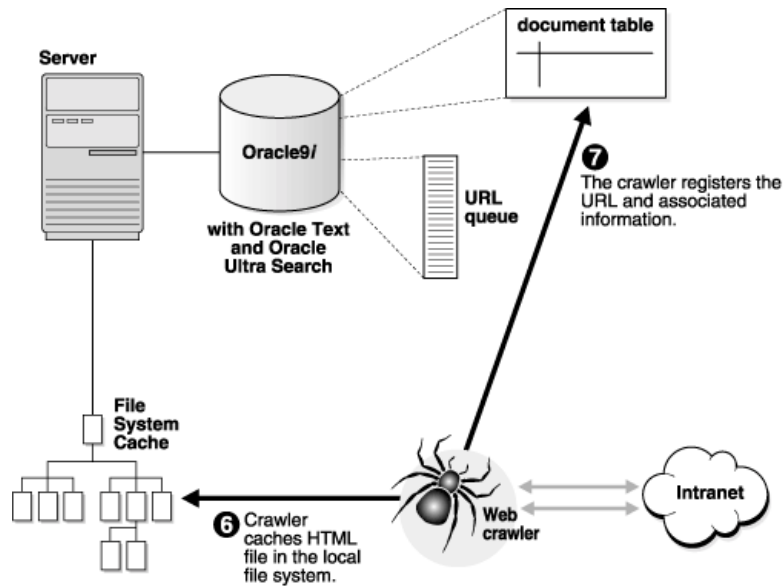 Server
document table
Oracle9i
with Oracle Text
and Oracle
Ultra Search
URL
queue
7
The crawler registers the
URL and associated
information.
File
System
Cache
6 Crawler
caches HTML
file in the local
file system.
Web
crawler
Intranet